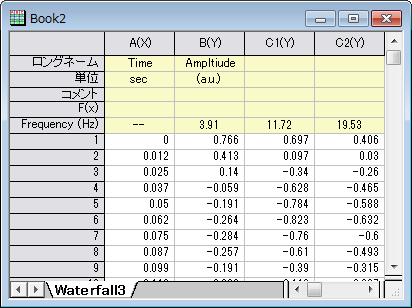 Book2
A(X) B(Y) C1(Y) C2(Y)
ロングネーム Time Ampltiude
単位 sec (a.u.)
コメント
F(x)
Frequency (Hz) -- 3.91 11.72 19.53
1 0 0.766 0.697 0.406
2 0.012 0.413 0.097 0.03
3 0.025 0.14 -0.34 -0.26
4 0.037 -0.059 -0.628 -0.465
5 0.05 -0.191 -0.784 -0.588
6 0.062 -0.264 -0.823 -0.632
7 0.075 -0.284 -0.76 -0.6
8 0.087 -0.257 -0.61 -0.493
9 0.099 -0.191 -0.39 -0.315
Waterfall3